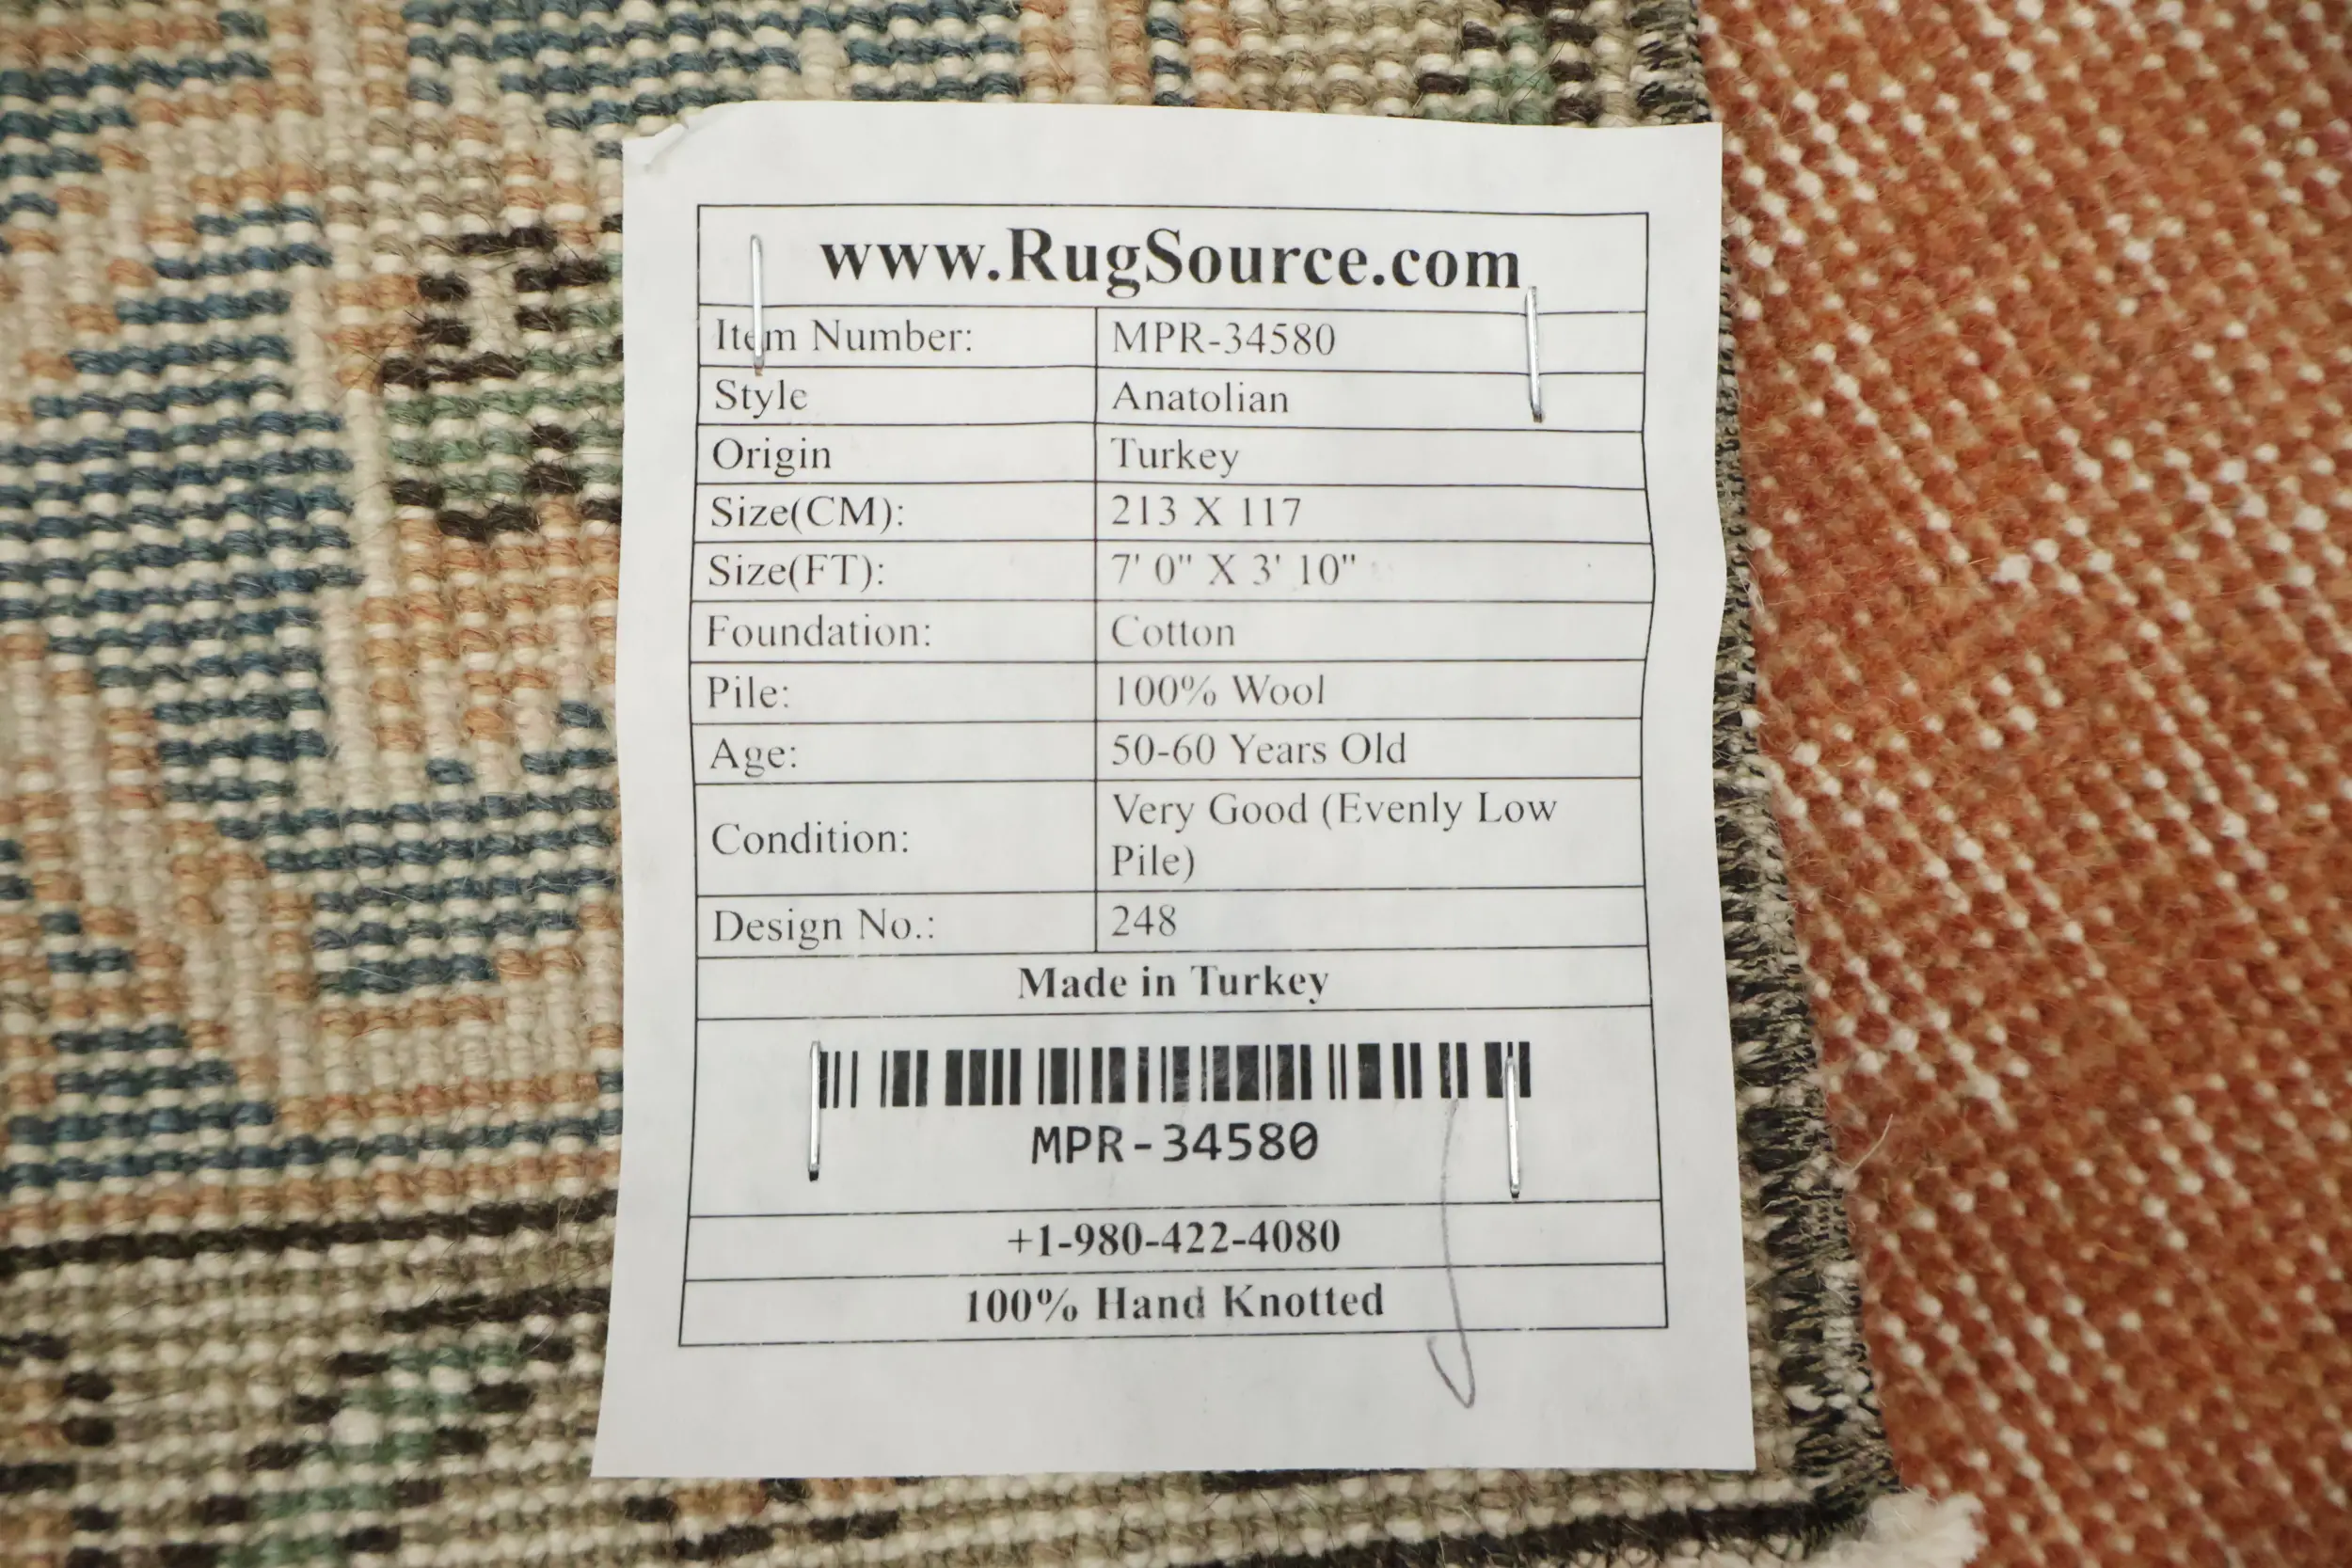 www.RugSource.com
Item Number: MPR-34580
Style Anatolian
Origin Turkey
Size(CM): 213 X 117
Size(FT): 7' 0" X 3' 10"
Foundation: Cotton
Pile: 100% Wool
Age: 50-60 Years Old
Condition: Very Good (Evenly Low
Pile)
Design No.: 248
Made in Turkey
MPR-34580
+1-980-422-4080
100% Hand Knotted